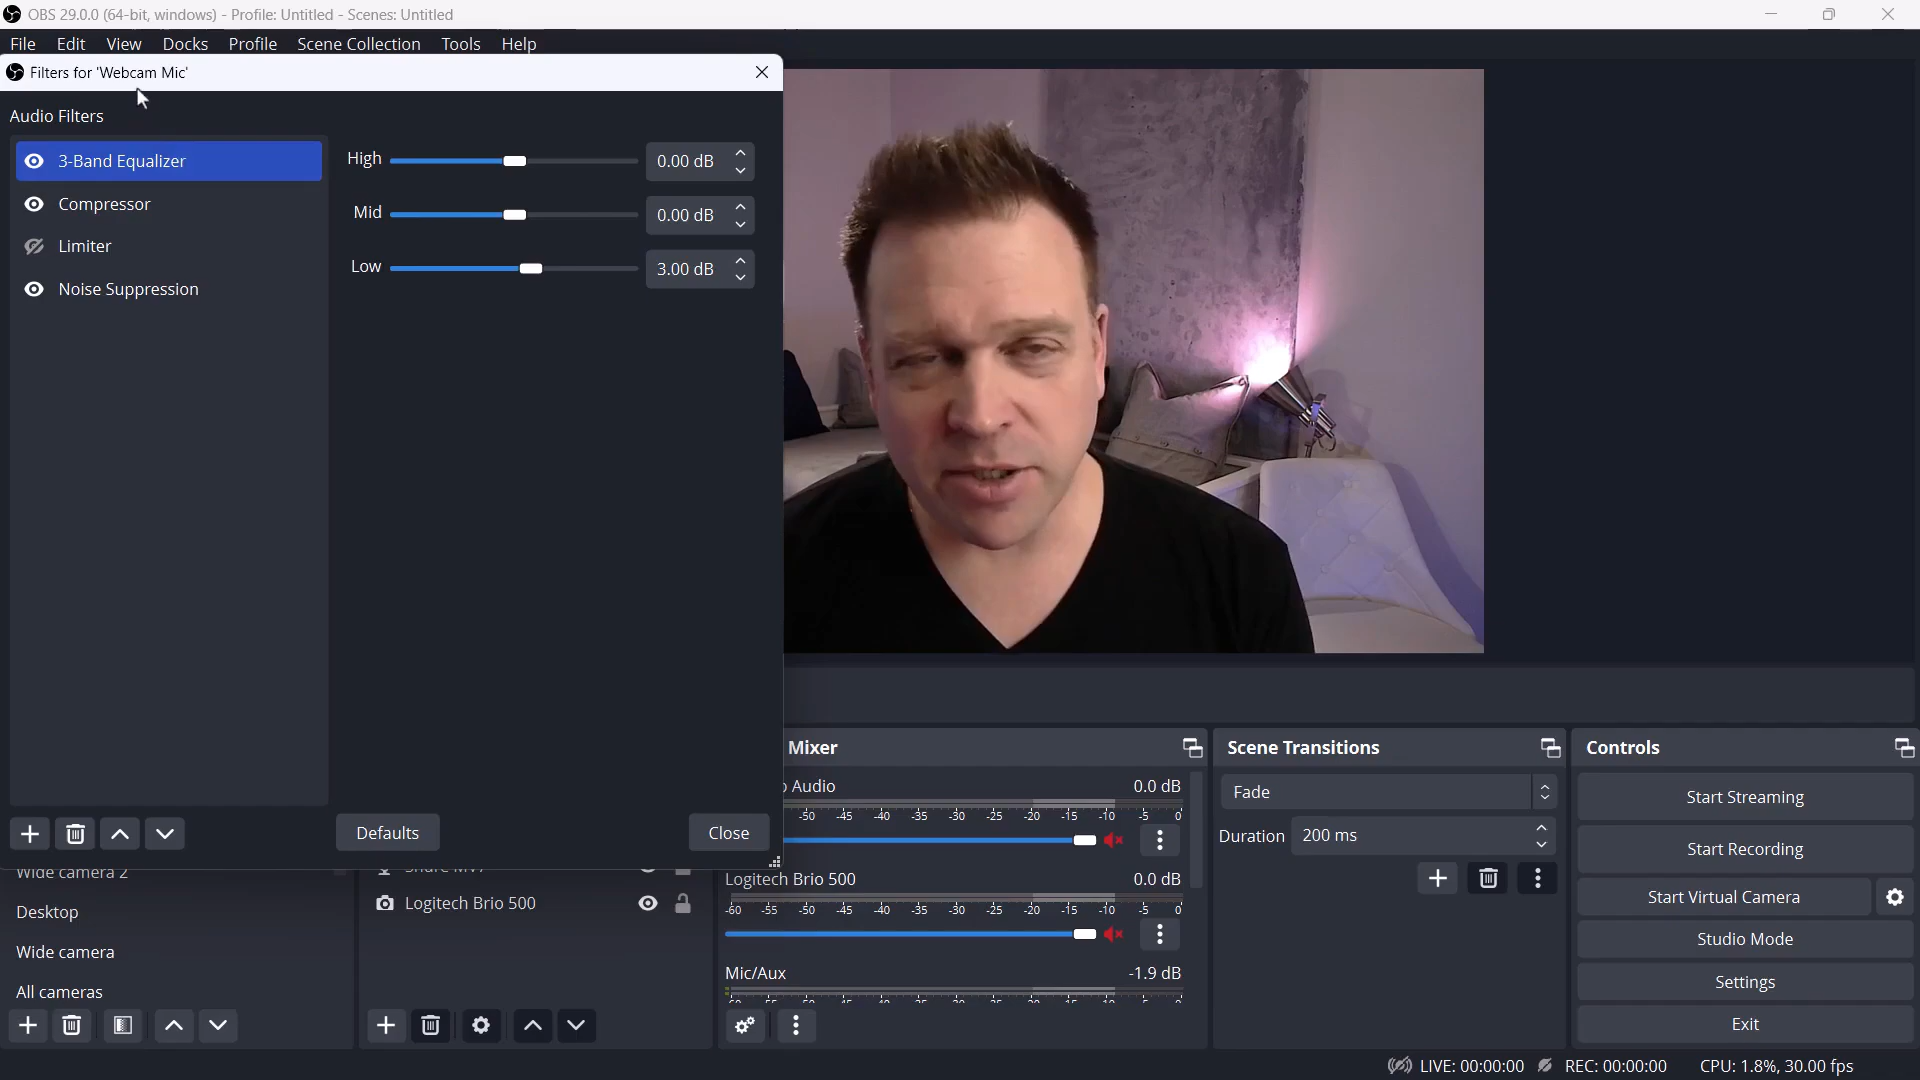 OBS 29.0.0 (64-bit, windows) - Profile: Untitled - Scenes: Untitled
File Edit View Docks Profile Scene Collection Tools Help
Filters for 'Webcam Mic'
Audio Filters
3-Band Equalizer
Compressor
Limiter
Noise Suppression
High 0.00 dB
Mid 0.00 dB
Low 3.00 dB
Defaults
Close
Wide camera 2
Desktop
Wide camera
All cameras
Logitech Brio 500
Mixer
Audio 0.0 dB
-50 -45 -40 -35 -30 -25 -20 -15 -10 -5 0
Logitech Brio 500 0.0 dB
-60 -55 -50 -45 -40 -35 -30 -25 -20 -15 -10 -5 0
Mic/Aux -1.9 dB
Scene Transitions
Fade
Duration 200 ms
Controls
Start Streaming
Start Recording
Start Virtual Camera
Studio Mode
Settings
Exit
LIVE: 00:00:00 REC: 00:00:00 CPU: 1.8%, 30.00 fps